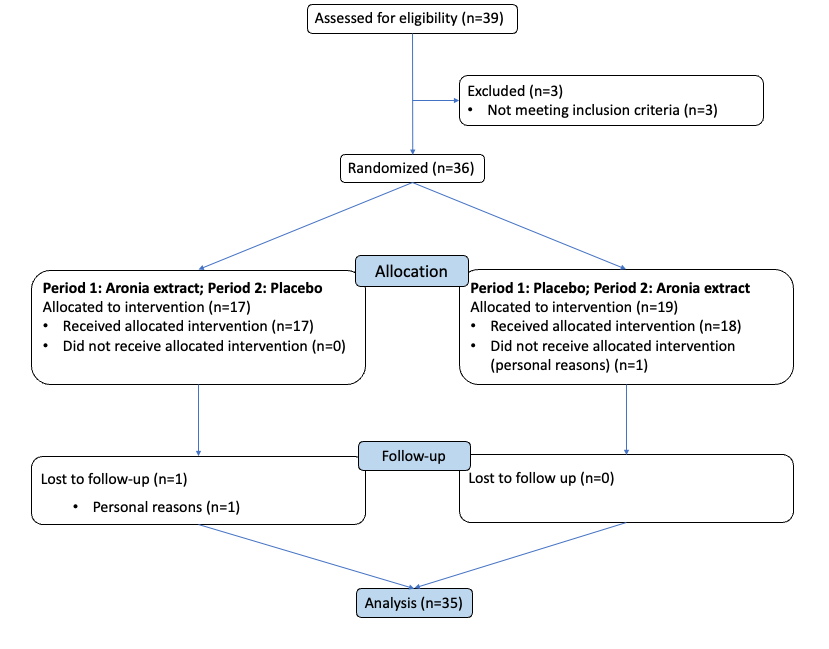 Assessed for eligibility (n=39)
Excluded (n=3)
• Not meeting inclusion criteria (n=3)
Randomized (n=36)
Allocation
Period 1: Aronia extract; Period 2: Placebo
Allocated to intervention (n=17)
• Received allocated intervention (n=17)
• Did not receive allocated intervention (n=0)
Period 1: Placebo; Period 2: Aronia extract
Allocated to intervention (n=19)
• Received allocated intervention (n=18)
• Did not receive allocated intervention
(personal reasons) (n=1)
Follow-up
Lost to follow-up (n=1)
• Personal reasons (n=1)
Lost to follow up (n=0)
Analysis (n=35)